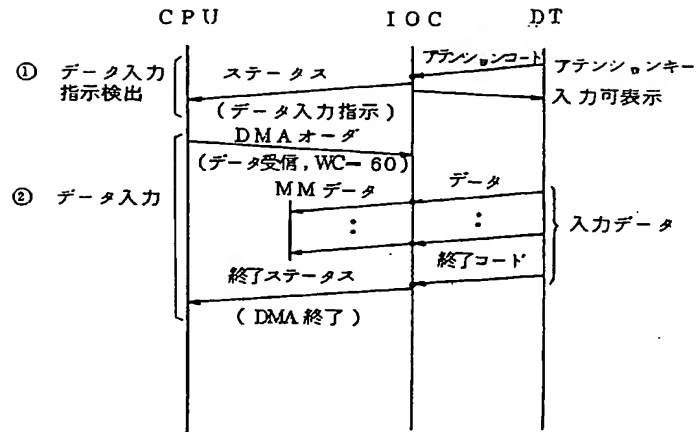 CPU IOC DT
アテンションコード
① データ入力 ステータス アテンションキー
指示検出 入力可表示
(データ入力指示)
DMAオーダ
(データ受信, WC=60)
② データ入力 MMデータ データ
: : 入力データ
終了コード
終了ステータス
(DMA終了)